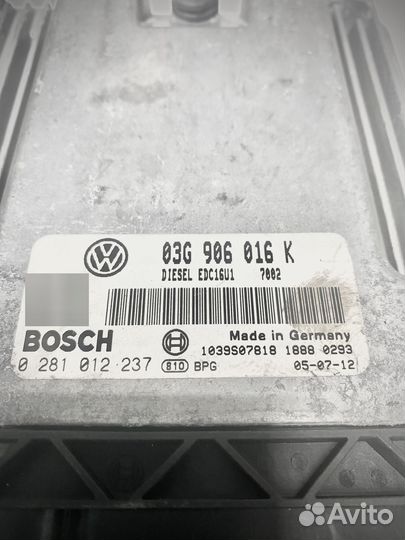 03G 906 016 K
DIESEL EDC16U1 7002
BOSCH
Made in Germany
1039S07818 1888 0293
0 281 012 237 810 BPG 05-07-12
Avito